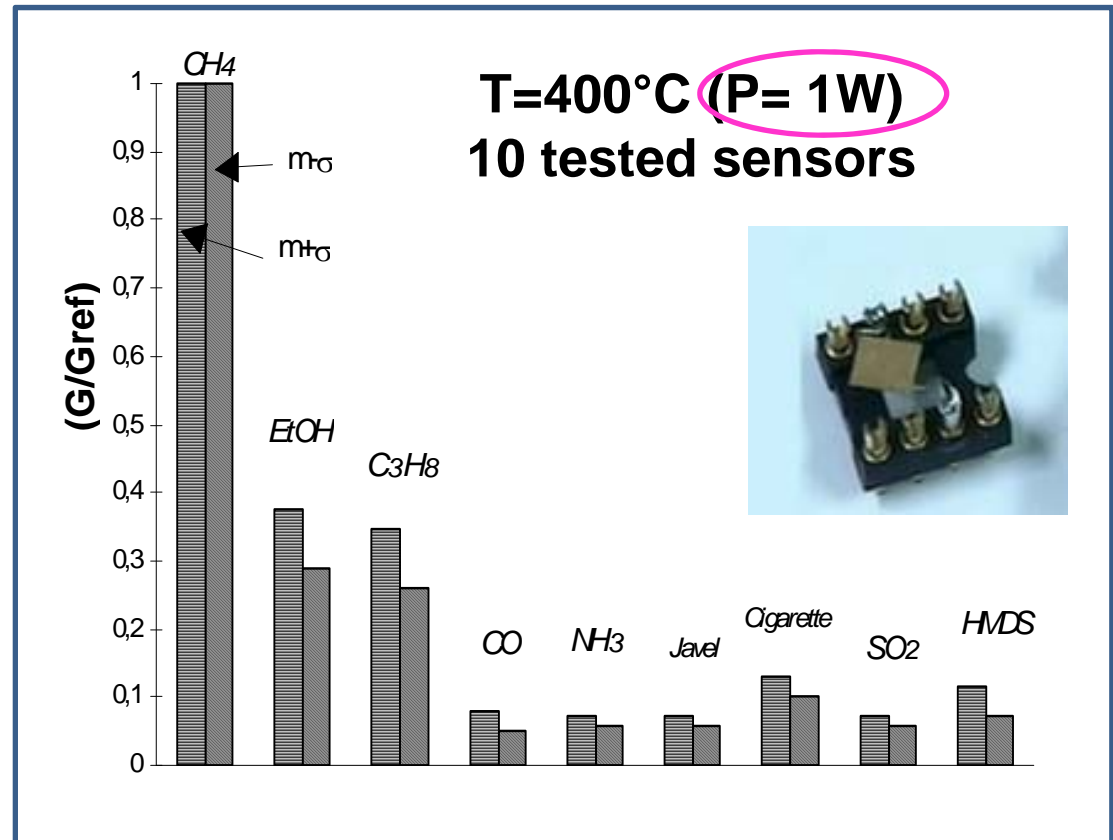 T=400°C (P= 1W)
10 tested sensors
(G/Gref)
1
0,9
0,8
0,7
0,6
0,5
0,4
0,3
0,2
0,1
0
m-σ
m+σ
CH4
EtOH
C3H8
CO
NH3
Javel
Cigarette
SO2
HMDS